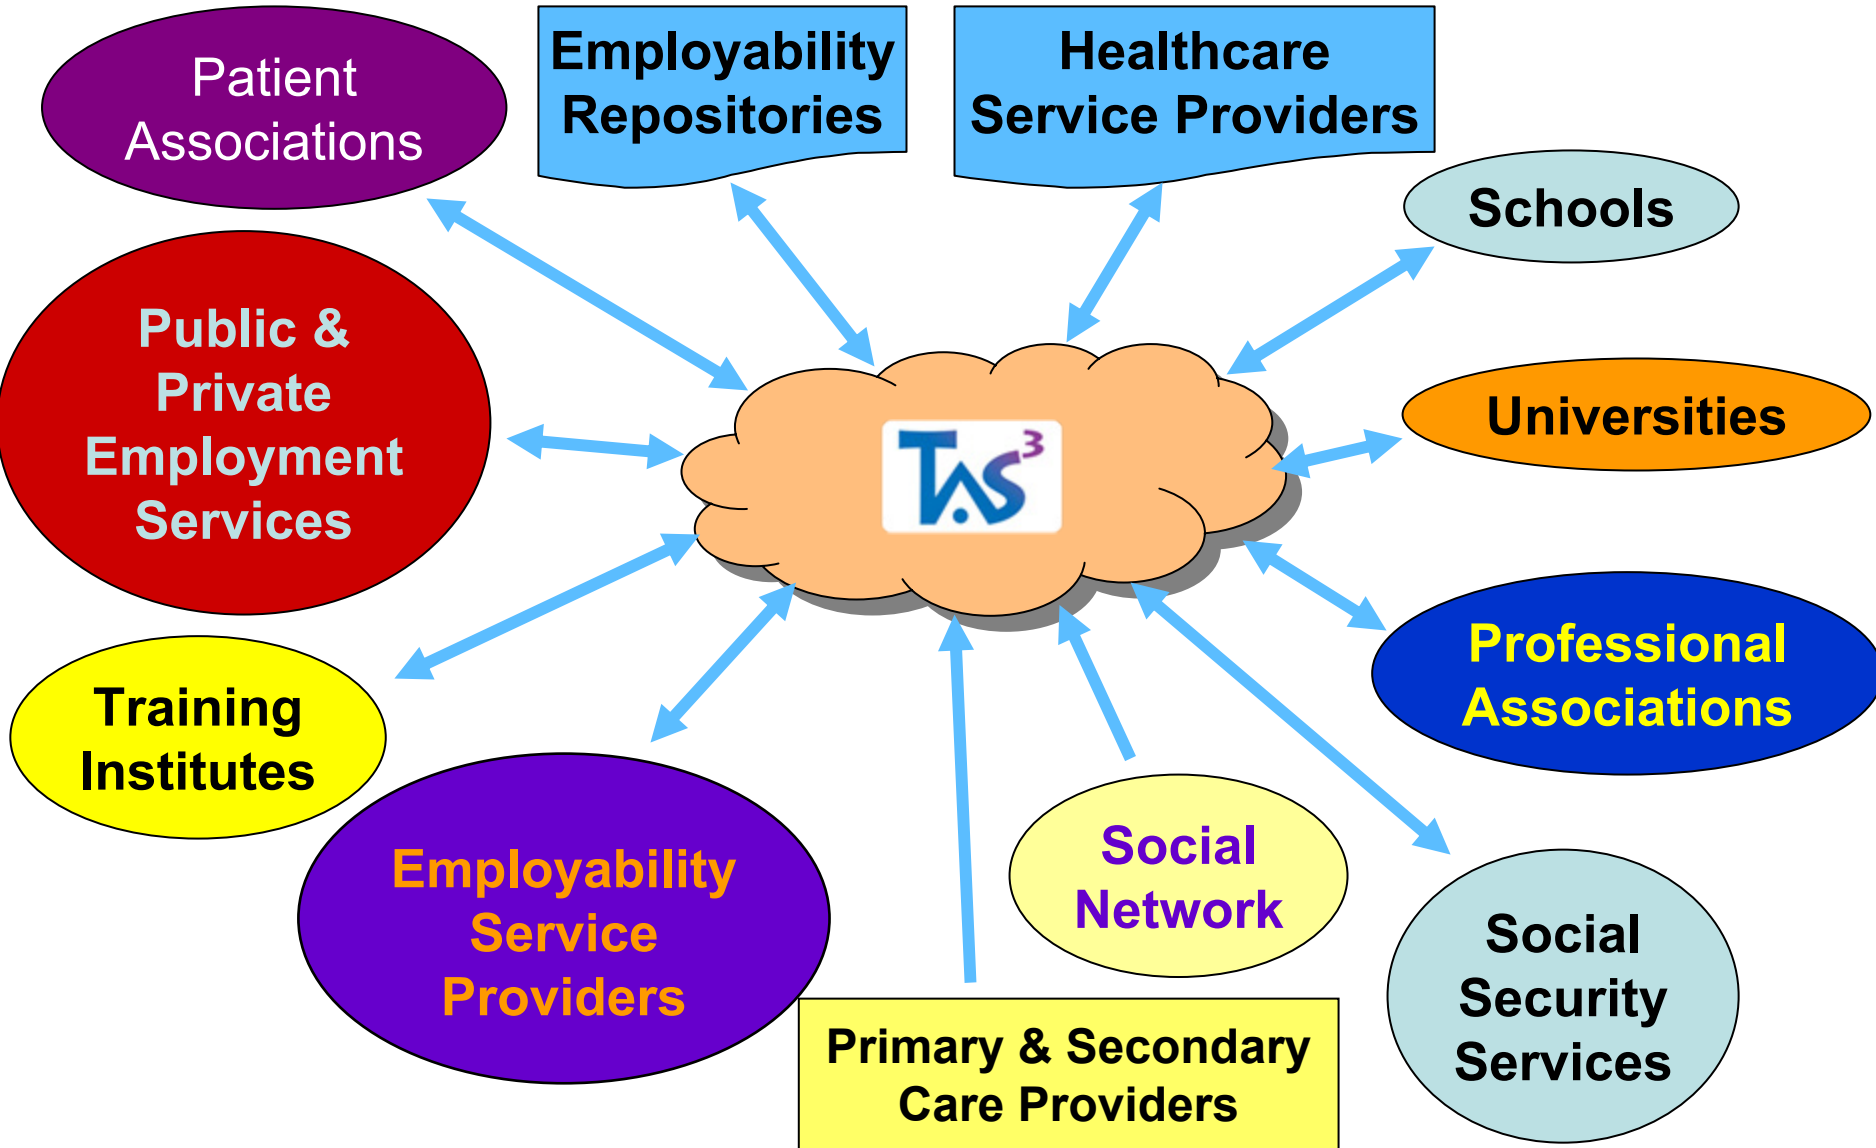 Patient
Associations
Employability
Repositories
Healthcare
Service Providers
Schools
Public &
Private
Employment
Services
TAS³
Universities
Professional
Associations
Training
Institutes
Employability
Service
Providers
Social
Network
Social
Security
Services
Primary & Secondary
Care Providers